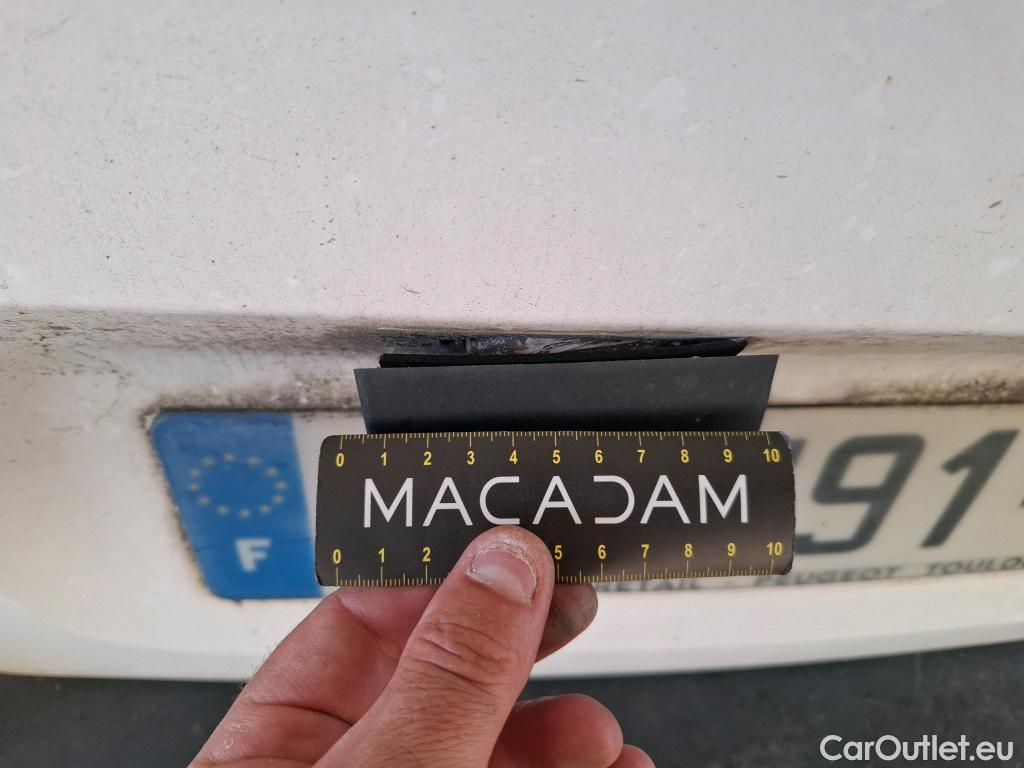 0 1 2 3 4 5 6 7 8 9 10
MACADAM
0 1 2 5 6 7 8 9 10
91
F
PEUGEOT TOULO
CarOutlet.eu